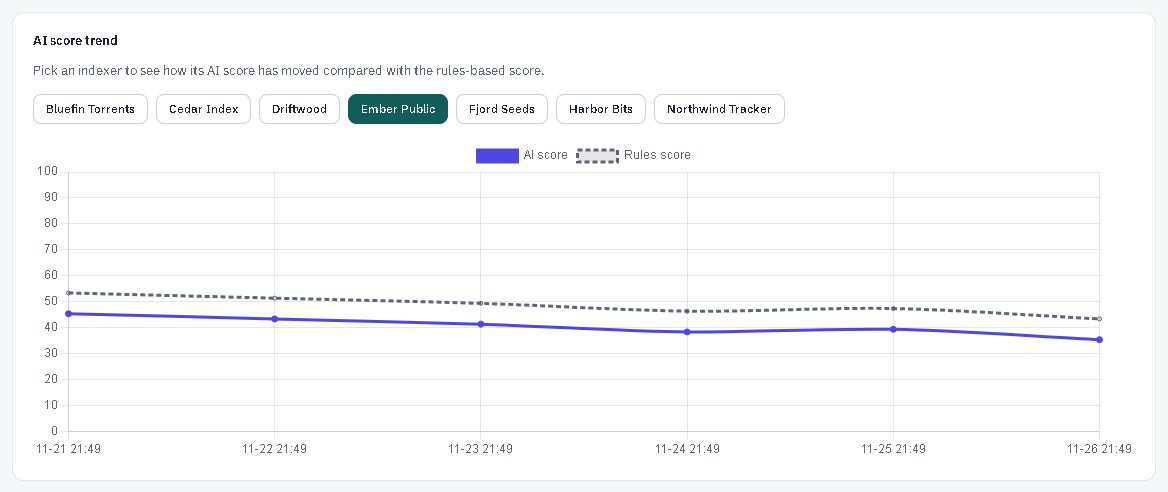 AI score trend
Pick an indexer to see how its AI score has moved compared with the rules-based score.
Bluefin Torrents Cedar Index Driftwood Ember Public Fjord Seeds Harbor Bits Northwind Tracker
AI score Rules score
100
90
80
70
60
50
40
30
20
10
0
11-21 21:49 11-22 21:49 11-23 21:49 11-24 21:49 11-25 21:49 11-26 21:49